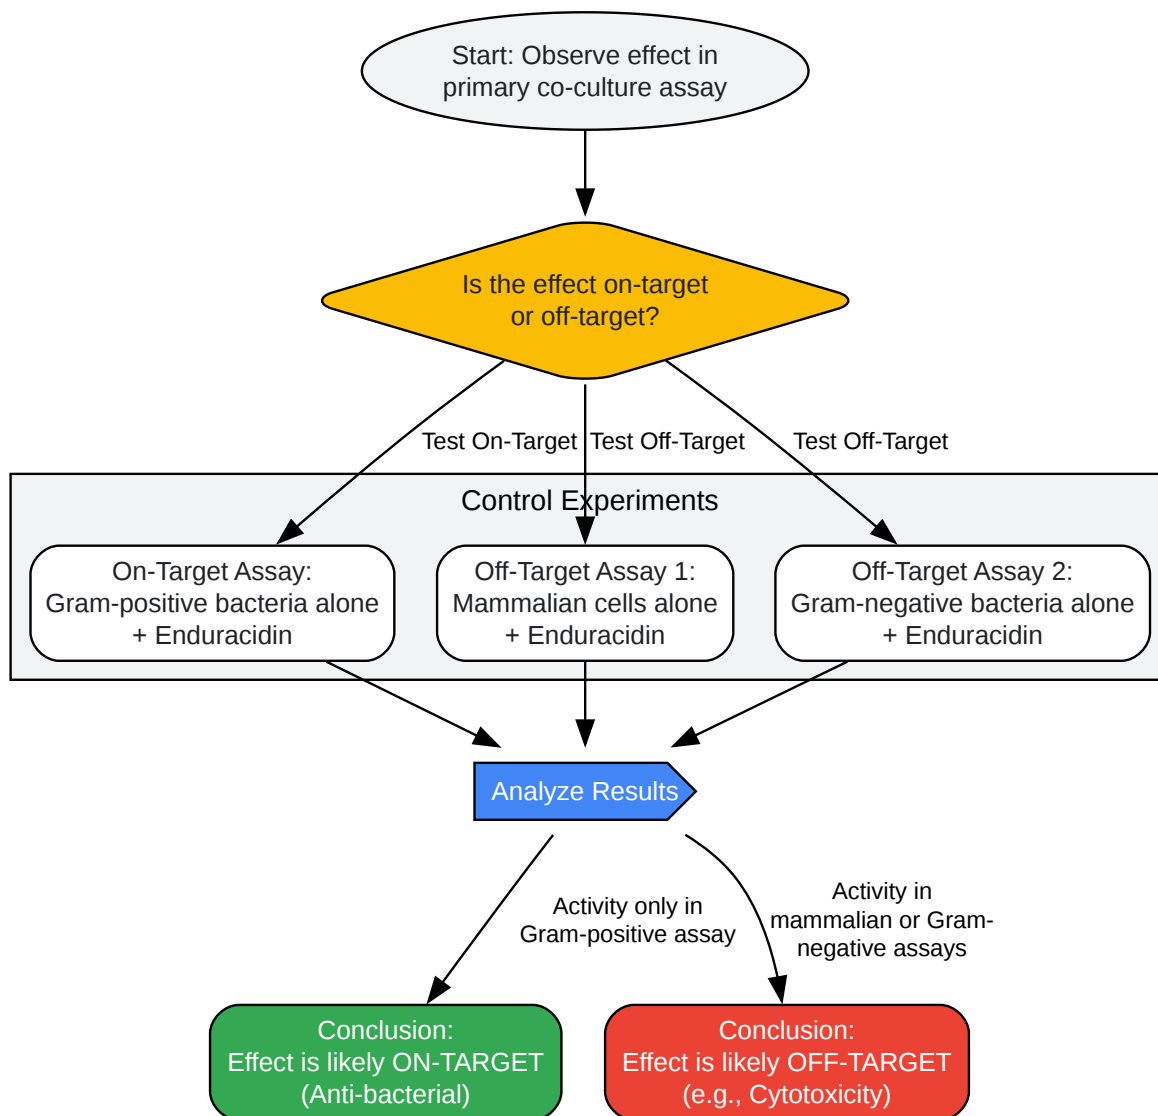 Start: Observe effect in
primary co-culture assay
Is the effect on-target
or off-target?
Test On-Target
Test Off-Target
Test Off-Target
Control Experiments
On-Target Assay:
Gram-positive bacteria alone
+ Enduracidin
Off-Target Assay 1:
Mammalian cells alone
+ Enduracidin
Off-Target Assay 2:
Gram-negative bacteria alone
+ Enduracidin
Analyze Results
Activity only in
Gram-positive assay
Activity in
mammalian or Gram-
negative assays
Conclusion:
Effect is likely ON-TARGET
(Anti-bacterial)
Conclusion:
Effect is likely OFF-TARGET
(e.g., Cytotoxicity)